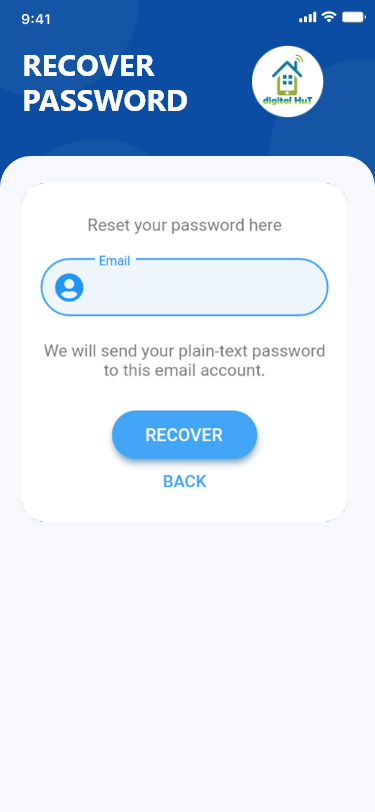 9:41
RECOVER
PASSWORD
digital HuT
Reset your password here
Email
We will send your plain-text password
to this email account.
RECOVER
BACK